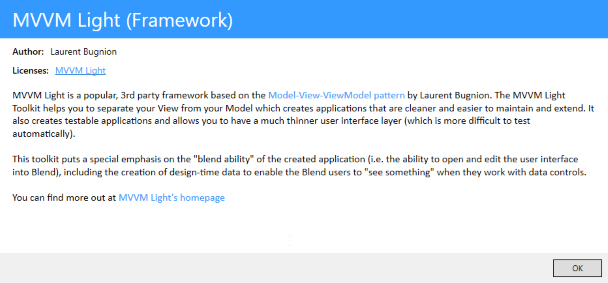 MVVM Light (Framework)
Author: Laurent Bugnion
Licenses: MVVM Light
MVVM Light is a popular, 3rd party framework based on the Model-View-ViewModel pattern by Laurent Bugnion. The MVVM Light
Toolkit helps you to separate your View from your Model which creates applications that are cleaner and easier to maintain and extend. It
also creates testable applications and allows you to have a much thinner user interface layer (which is more difficult to test
automatically).
This toolkit puts a special emphasis on the "blend ability" of the created application (i.e. the ability to open and edit the user interface
into Blend), including the creation of design-time data to enable the Blend users to "see something" when they work with data controls.
You can find more out at MVVM Light's homepage
OK